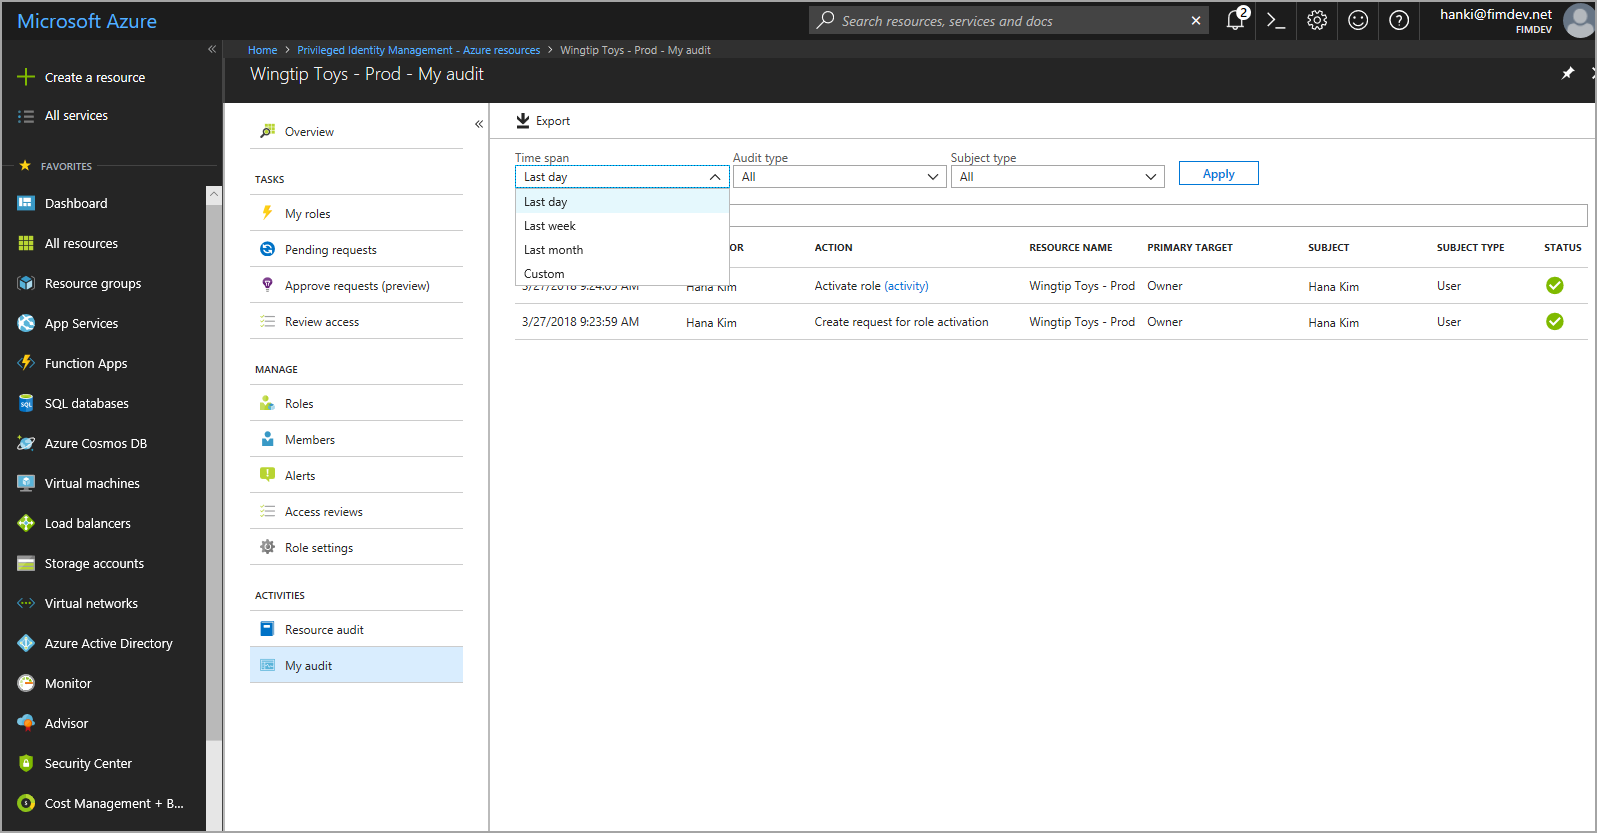 Microsoft Azure
Search resources, services and docs
2
hanki@fimdev.net
FIMDEV
Create a resource
All services
FAVORITES
Dashboard
All resources
Resource groups
App Services
Function Apps
SQL databases
Azure Cosmos DB
Virtual machines
Load balancers
Storage accounts
Virtual networks
Azure Active Directory
Monitor
Advisor
Security Center
Cost Management + B...
Home > Privileged Identity Management - Azure resources > Wingtip Toys - Prod - My audit
Wingtip Toys - Prod - My audit
Overview
TASKS
My roles
Pending requests
Approve requests (preview)
Review access
MANAGE
Roles
Members
Alerts
Access reviews
Role settings
ACTIVITIES
Resource audit
My audit
Export
Time span Audit type Subject type
Last day All All Apply
Last day
Last week
Last month
Custom
OR ACTION RESOURCE NAME PRIMARY TARGET SUBJECT SUBJECT TYPE STATUS
3/27/2018 9:24:05 AM Hana Kim Activate role (activity) Wingtip Toys - Prod Owner Hana Kim User
3/27/2018 9:23:59 AM Hana Kim Create request for role activation Wingtip Toys - Prod Owner Hana Kim User